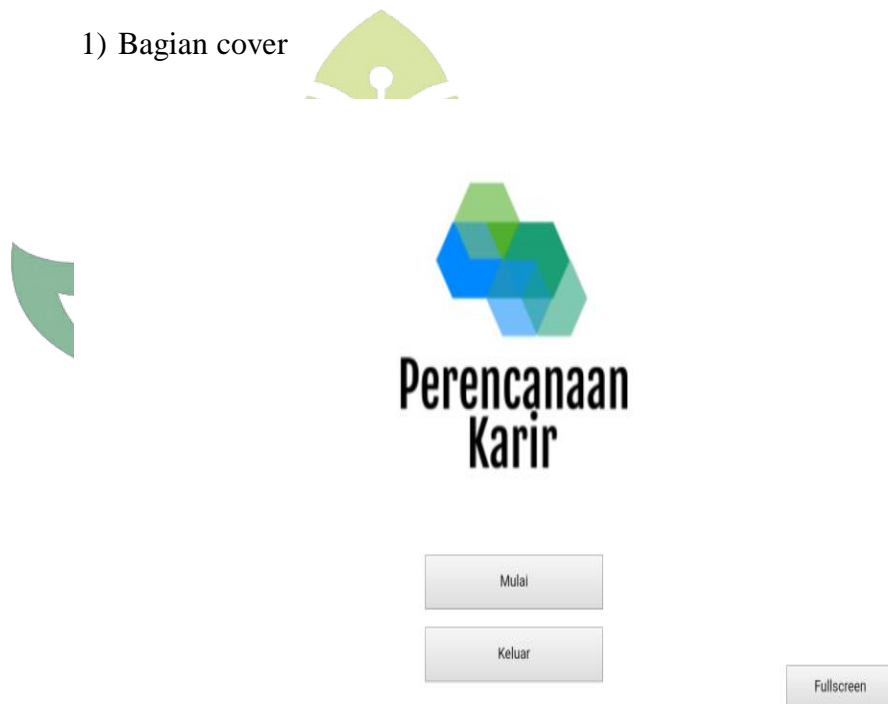 1) Bagian cover
Perencanaan
Karir
Mulai
Keluar
Fullscreen